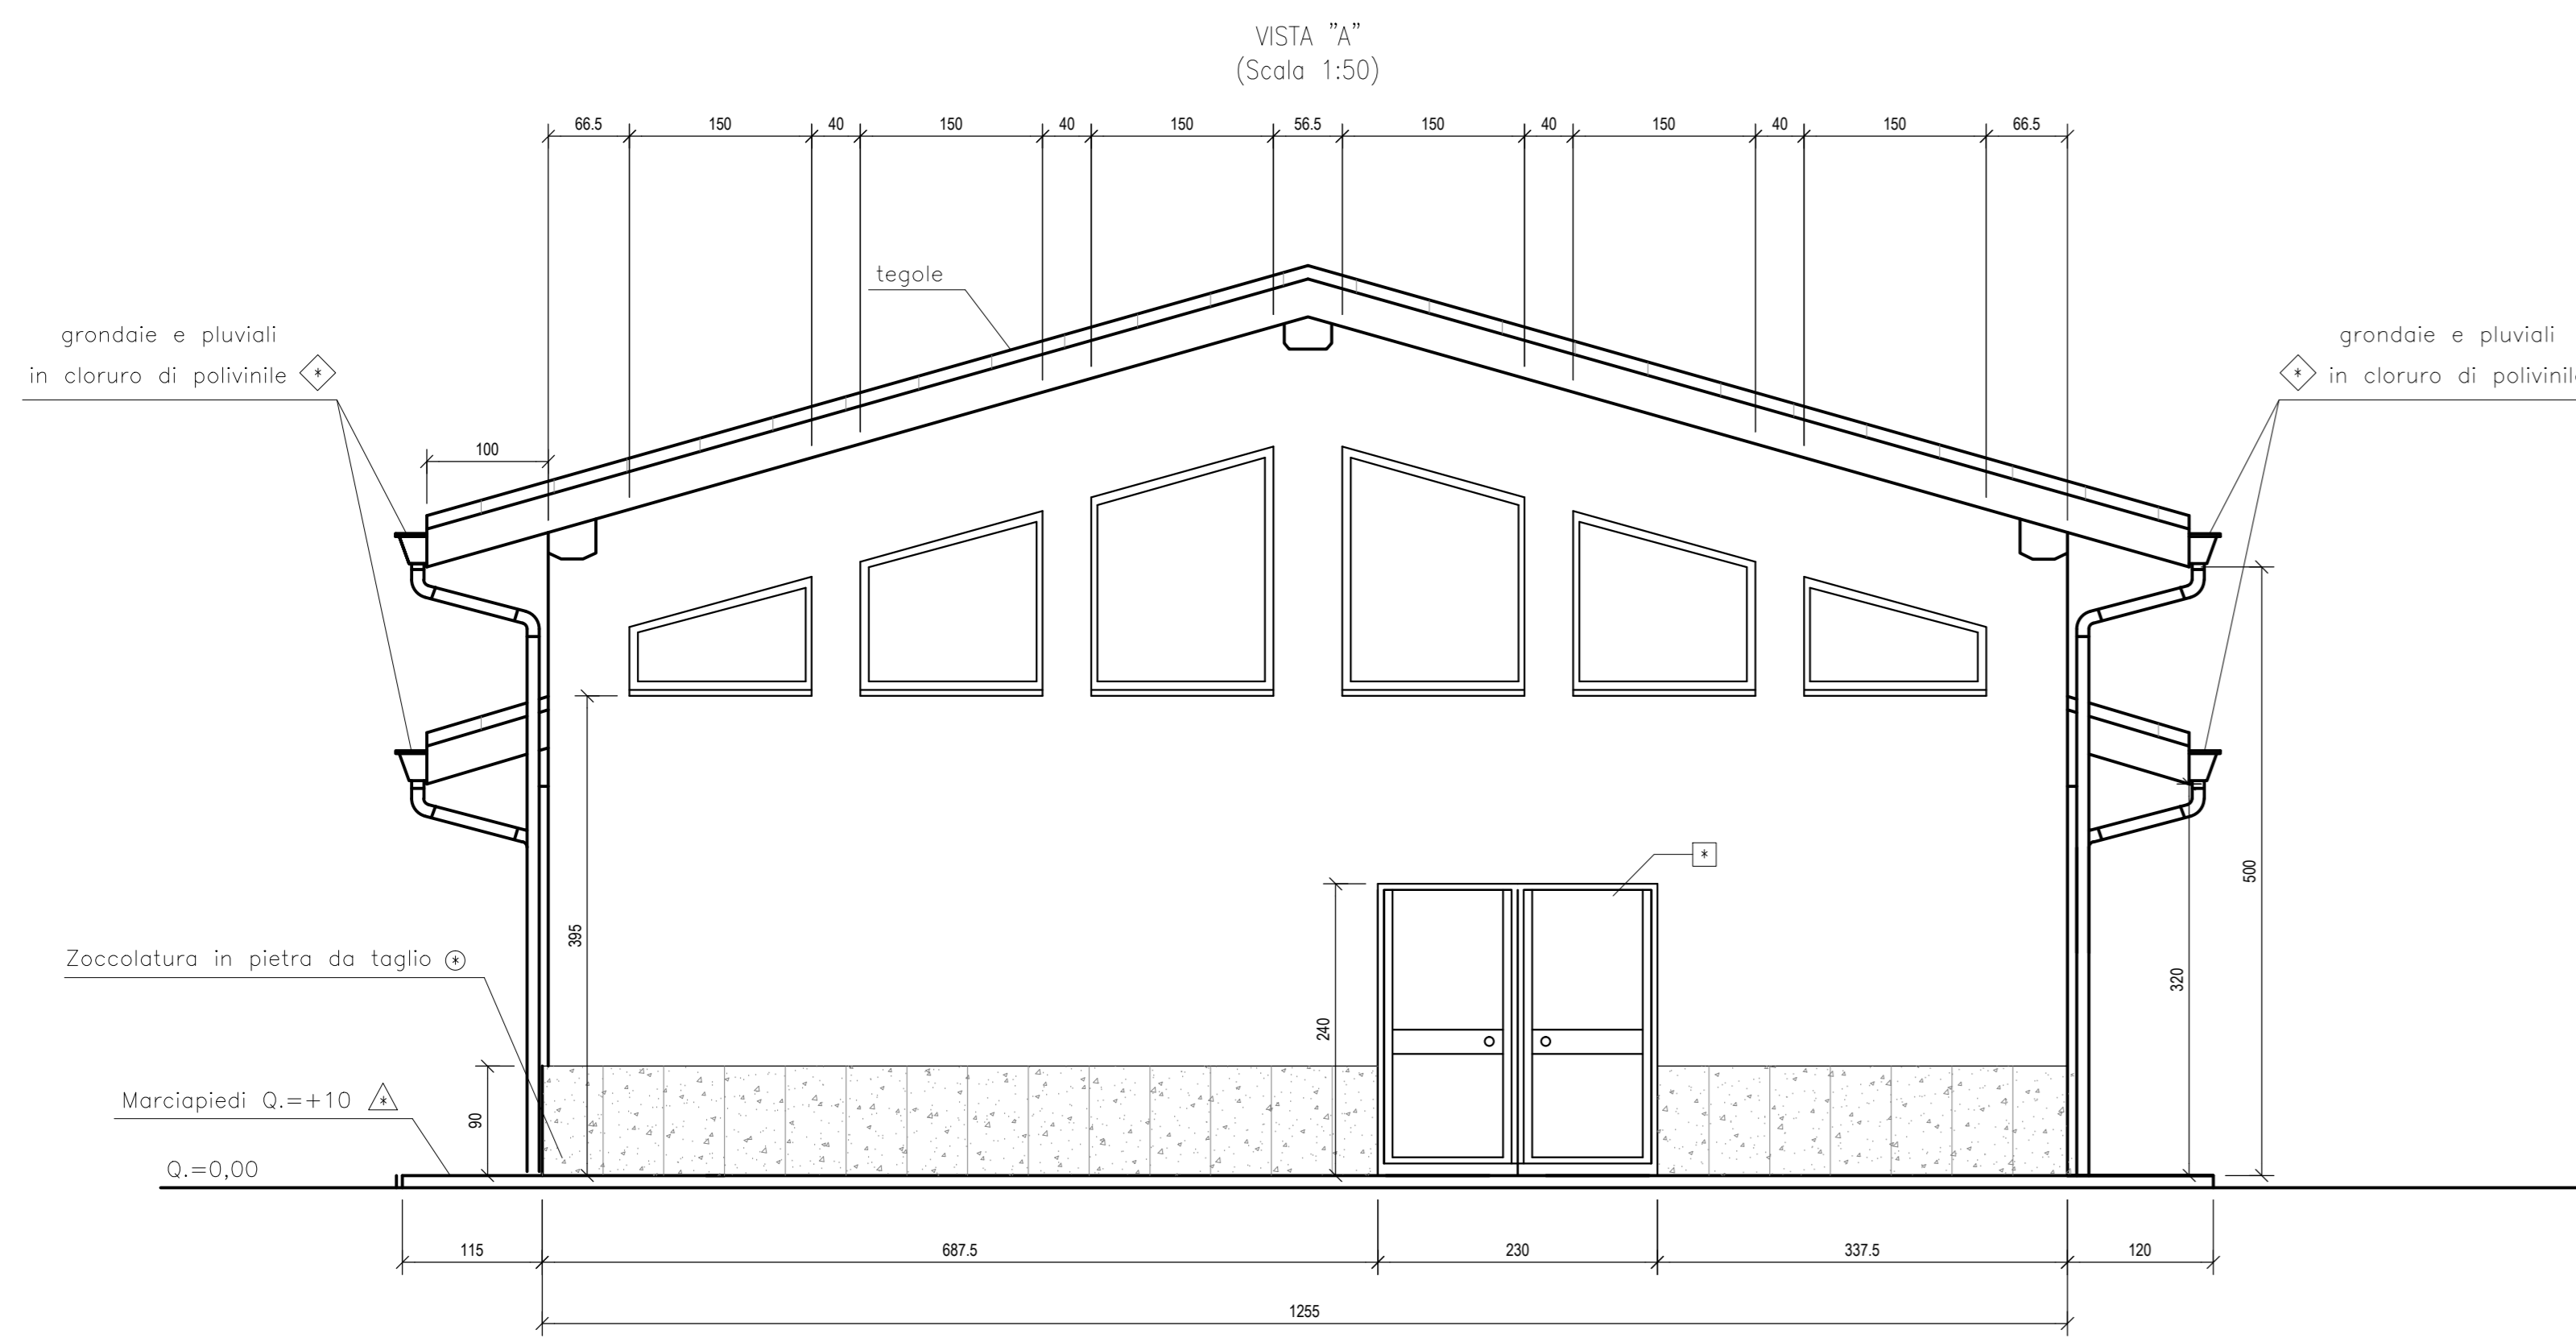 VISTA "A"
(Scala 1:50)
66.5 150 40 150 40 150 56.5 150 40 150 40 150 66.5
tegole
grondaie e pluviali
in cloruro di polivinile *
grondaie e pluviali
* in cloruro di polivinile
100
395
240
500
320
Zoccolatura in pietra da taglio *
90
Marciapiedi Q.=+10 *
Q.=0,00
*
115 687.5 230 337.5 120
1255